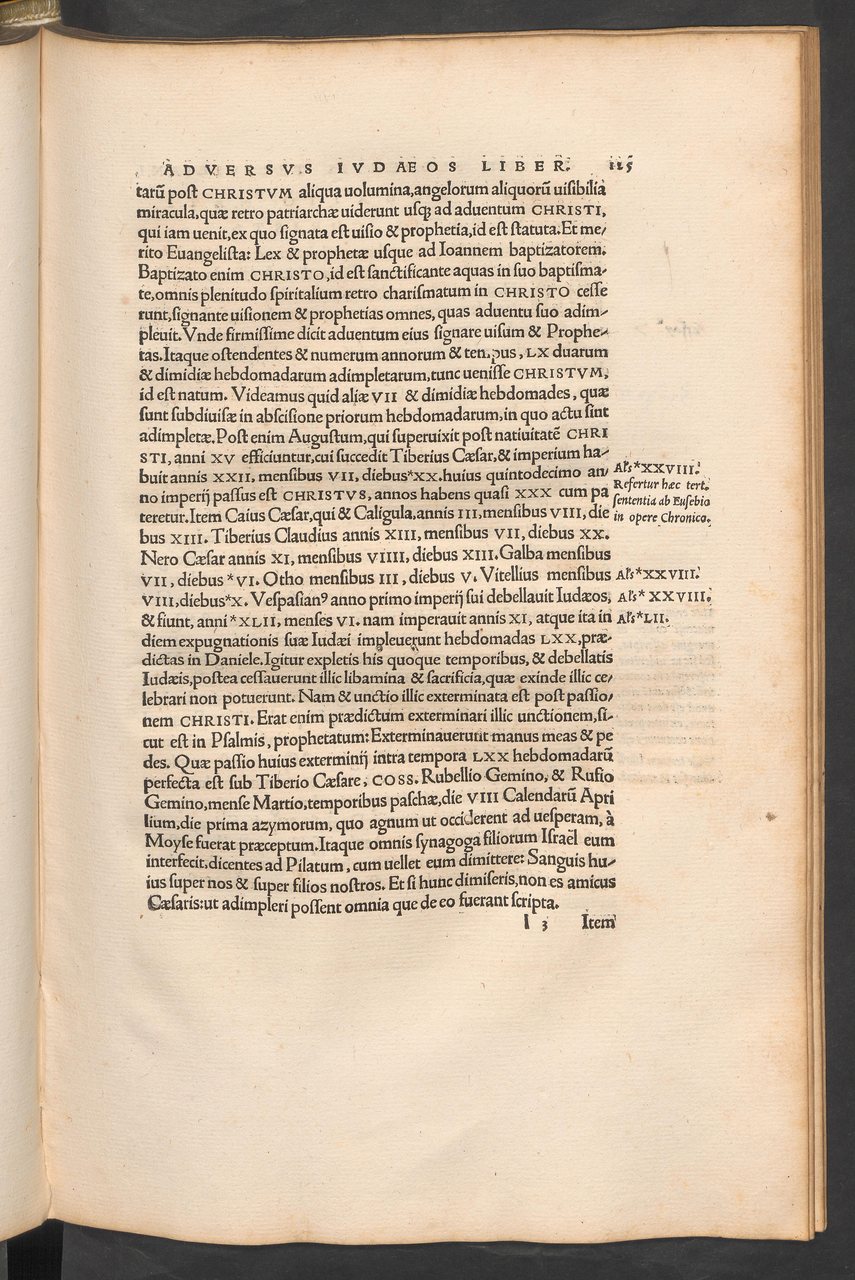 ADVERSVS IVDAEOS LIBER. 115
tarũ post CHRISTVM aliqua uolumina, angelorum aliquorũ uisibilia
miracula, quæ retro patriarchæ uiderunt usq; ad aduentum CHRISTI,
qui iam uenit, ex quo signata est uisio & prophetia, id est statuta. Et me/
rito Euangelista: Lex & prophetæ usque ad Ioannem baptizatorem.
Baptizato enim CHRISTO, id est sanctificante aquas in suo baptisma-
te, omnis plenitudo spiritalium retro charismatum in CHRISTO cesse
runt, signante uisionem & prophetias omnes, quas aduentu suo adim-
pleuit. Vnde firmissime dicit aduentum eius signare uisum & Prophe-
tas. Itaque ostendentes & numerum annorum & tempus, LX duarum
& dimidiæ hebdomadarum adimpletarum, tunc uenisse CHRISTVM,
id est natum. Videamus quid aliæ VII & dimidiæ hebdomades, quæ
sunt subdiuisæ in abscisione priorum hebdomadarum, in quo actu sint
adimpletæ. Post enim Augustum, qui superuixit post natiuitatẽ CHRI
STI, anni XV efficiuntur, cui succedit Tiberius Cæsar, & imperium ha-
buit annis XXII, mensibus VII, diebus *XX. huius quintodecimo an/
no imperij passus est CHRISTVS, annos habens quasi XXX cum pa
teretur. Item Caius Cæsar, qui & Caligula, annis III, mensibus VIII, die
bus XIII. Tiberius Claudius annis XIII, mensibus VII, diebus XX.
Nero Cæsar annis XI, mensibus VIIII, diebus XIII. Galba mensibus
VII, diebus *VI. Otho mensibus III, diebus V. Vitellius mensibus
VIII, diebus *X. Vespasianꝰ anno primo imperij sui debellauit Iudæos,
& fiunt, anni *XLII, menses VI. nam imperauit annis XI, atque ita in
diem expugnationis suæ Iudæi impleuerunt hebdomadas LXX, præ-
dictas in Daniele. Igitur expletis his quoque temporibus, & debellatis
Iudæis, postea cessauerunt illic libamina & sacrificia, quæ exinde illic ce/
lebrari non potuerunt. Nam & unctio illic exterminata est post passio/
nem CHRISTI. Erat enim prædictum exterminari illic unctionem, si-
cut est in Psalmis, prophetatum: Exterminauerunt manus meas & pe
des. Quæ passio huius exterminij intra tempora LXX hebdomadarũ
perfecta est sub Tiberio Cæsare, COSS. Rubellio Gemino, & Rufio
Gemino, mense Martio, temporibus paschæ, die VIII Calendarũ Apri
lium, die prima azymorum, quo agnum ut occiderent ad uesperam, à
Moyse fuerat præceptum. Itaque omnis synagoga filiorum Israël eum
interfecit, dicentes ad Pilatum, cum uellet eum dimittere: Sanguis hu-
ius super nos & super filios nostros. Et si hunc dimiseris, non es amicus
Cæsaris: ut adimpleri possent omnia que de eo fuerant scripta.
l 3 Item
Als *XXVIII.
Refertur hæc tert.
sententia ab Eusebio
in opere Chronico.
Als *XXVIII.
Als *XXVIII.
Als *LII.